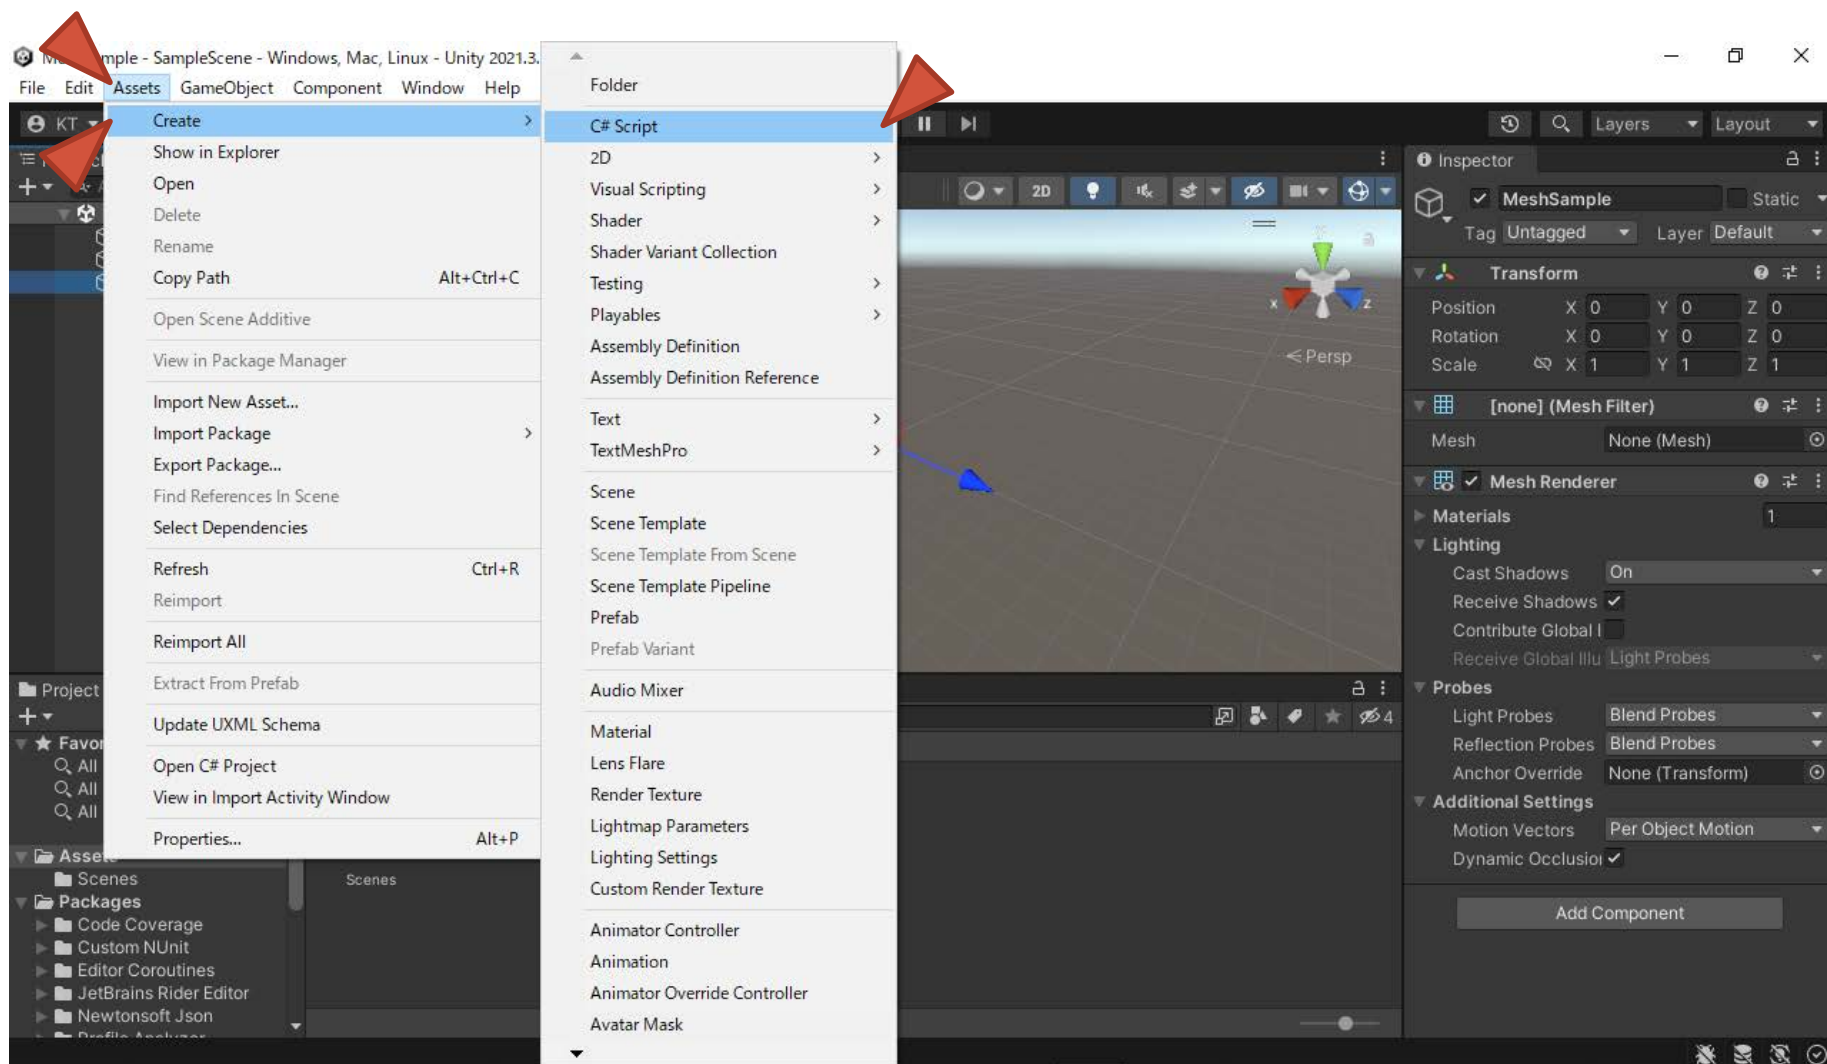 mple - SampleScene - Windows, Mac, Linux - Unity 2021.3.
File Edit Assets GameObject Component Window Help
KT
Layers Layout
Create
Show in Explorer
Open
Delete
Rename
Copy Path Alt+Ctrl+C
Open Scene Additive
View in Package Manager
Import New Asset...
Import Package
Export Package...
Find References In Scene
Select Dependencies
Refresh Ctrl+R
Reimport
Reimport All
Extract From Prefab
Update UXML Schema
Open C# Project
View in Import Activity Window
Properties... Alt+P
Folder
C# Script
2D
Visual Scripting
Shader
Shader Variant Collection
Testing
Playables
Assembly Definition
Assembly Definition Reference
Text
TextMeshPro
Scene
Scene Template
Scene Template From Scene
Scene Template Pipeline
Prefab
Prefab Variant
Audio Mixer
Material
Lens Flare
Render Texture
Lightmap Parameters
Lighting Settings
Custom Render Texture
Animator Controller
Animation
Animator Override Controller
Avatar Mask
2D
y
x z
Persp
4
Project
Favor
All
All
All
Asse
Scenes
Packages
Code Coverage
Custom NUnit
Editor Coroutines
JetBrains Rider Editor
Newtonsoft Json
Scenes
Inspector
MeshSample Static
Tag Untagged Layer Default
Transform
Position X 0 Y 0 Z 0
Rotation X 0 Y 0 Z 0
Scale X 1 Y 1 Z 1
[none] (Mesh Filter)
Mesh None (Mesh)
Mesh Renderer
Materials 1
Lighting
Cast Shadows On
Receive Shadows
Contribute Global I
Receive Global Illu Light Probes
Probes
Light Probes Blend Probes
Reflection Probes Blend Probes
Anchor Override None (Transform)
Additional Settings
Motion Vectors Per Object Motion
Dynamic Occlusio
Add Component